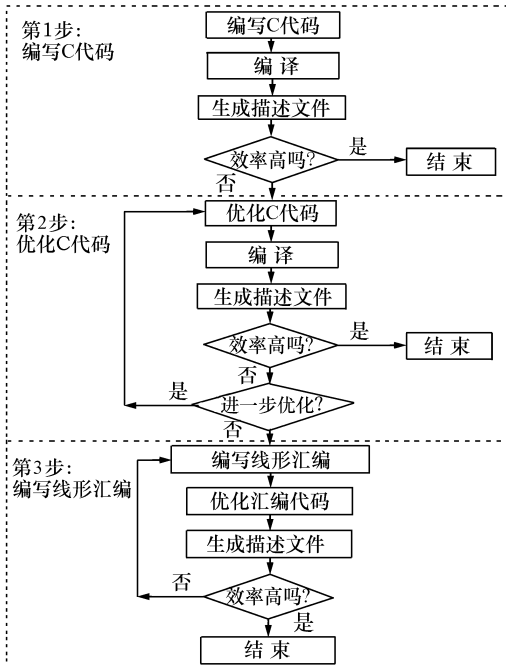 第1步:
编写C代码
编写C代码
编 译
生成描述文件
效率高吗?
是
结 束
否
第2步:
优化C代码
优化C代码
编 译
生成描述文件
效率高吗?
是
结 束
否
进一步优化?
是
否
第3步:
编写线形汇编
编写线形汇编
优化汇编代码
生成描述文件
效率高吗?
否
是
结 束